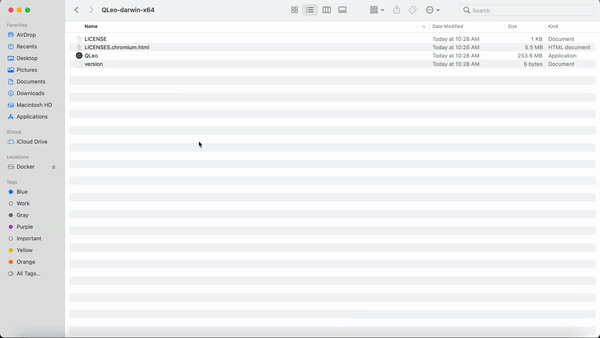 QLeo-darwin-x64
Search
Favorites
AirDrop
Recents
Desktop
Pictures
Documents
Downloads
Macintosh HD
Applications
iCloud
iCloud Drive
Locations
Docker
Tags
Blue
Work
Gray
Purple
Important
Yellow
Orange
All Tags...
Name Date Modified Size Kind
LICENSE Today at 10:28 AM 1 KB Document
LICENSES.chromium.html Today at 10:28 AM 5.5 MB HTML document
QLeo Today at 10:28 AM 253.6 MB Application
version Today at 10:28 AM 6 bytes Document